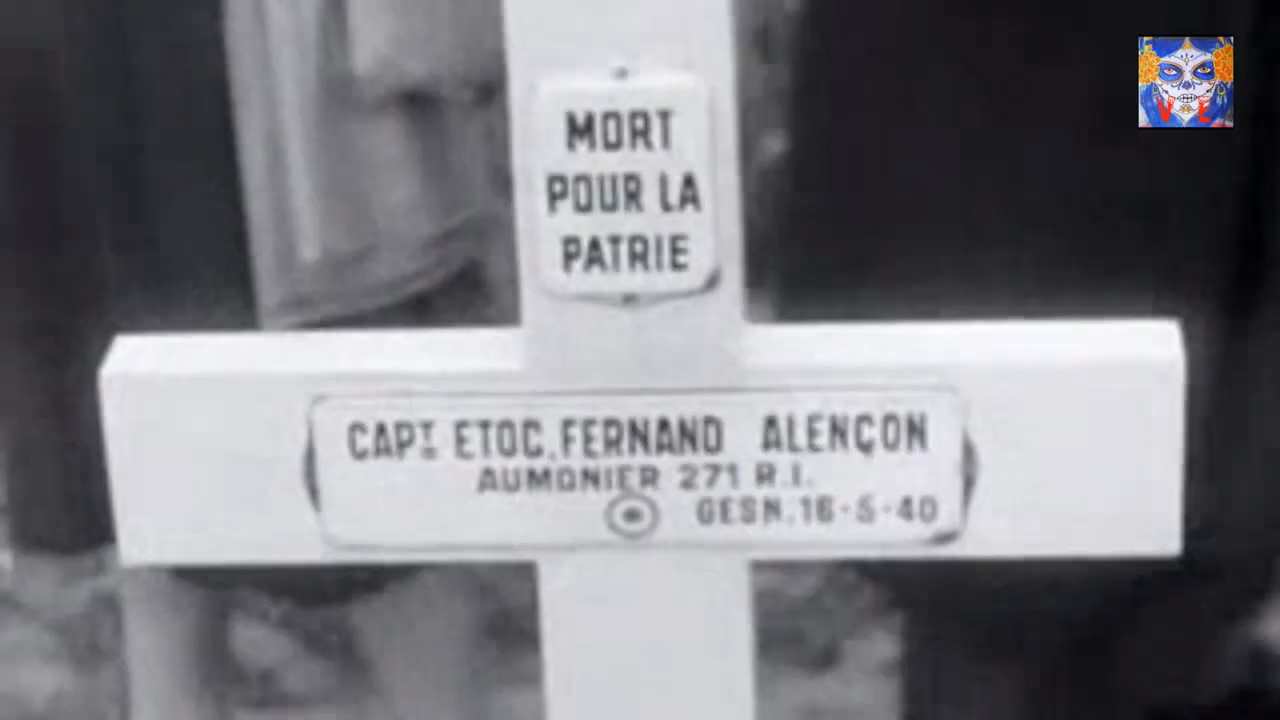 MORT
POUR LA
PATRIE
CAPT. ETOC. FERNAND ALENÇON
AUMONIER 271 R.I.
GESN. 16-5-40
V E